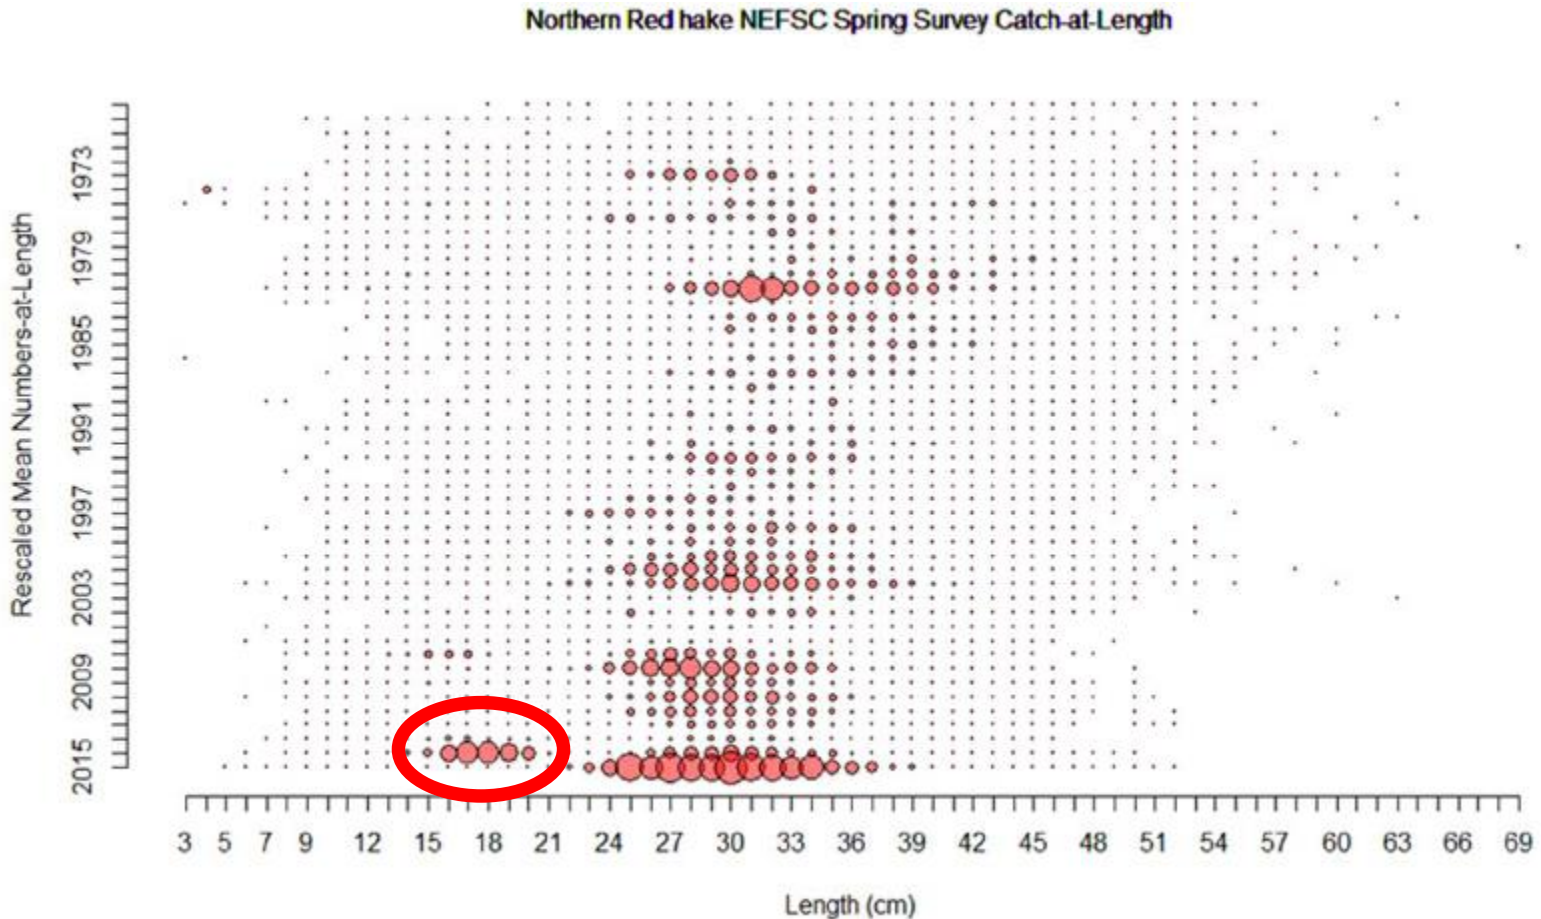 Northern Red hake NEFSC Spring Survey Catch-at-Length
Rescaled Mean Numbers-at-Length
1973
1979
1985
1991
1997
2003
2009
2015
3 5 7 9 12 15 18 21 24 27 30 33 36 39 42 45 48 51 54 57 60 63 66 69
Length (cm)